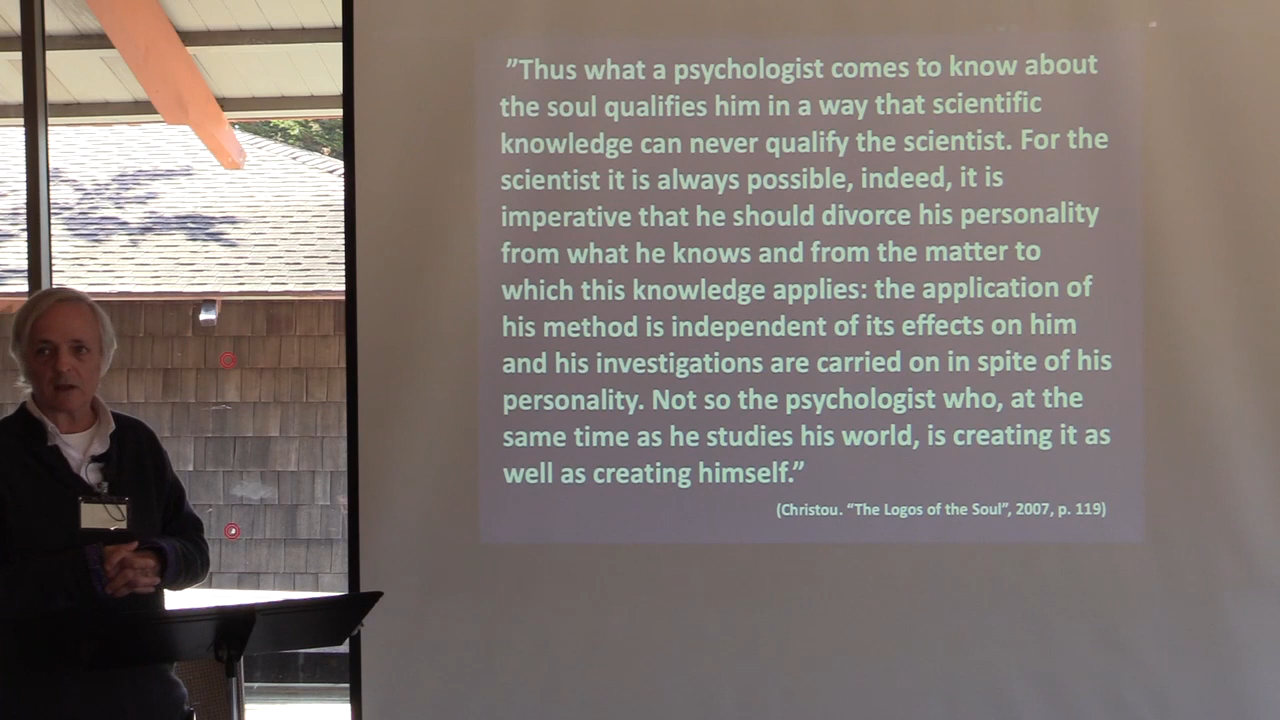 ”Thus what a psychologist comes to know about
the soul qualifies him in a way that scientific
knowledge can never qualify the scientist. For the
scientist it is always possible, indeed, it is
imperative that he should divorce his personality
from what he knows and from the matter to
which this knowledge applies: the application of
his method is independent of its effects on him
and his investigations are carried on in spite of his
personality. Not so the psychologist who, at the
same time as he studies his world, is creating it as
well as creating himself.”
(Christou. “The Logos of the Soul”, 2007, p. 119)